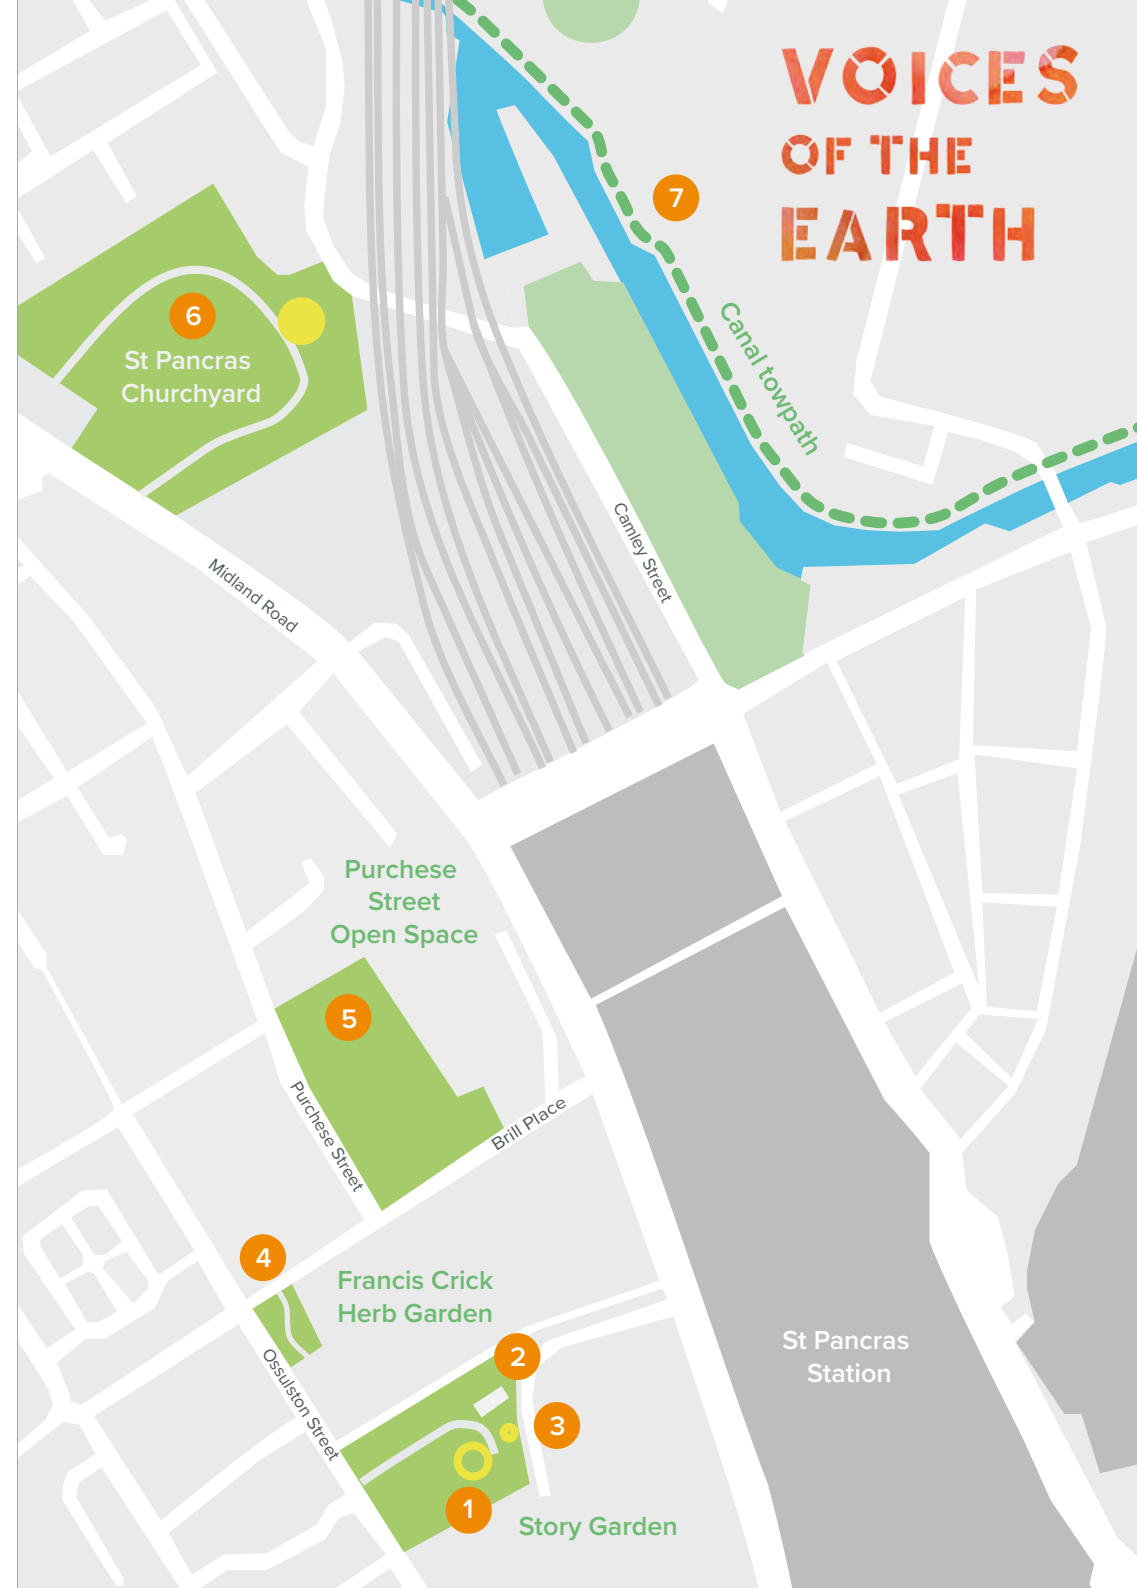 VOICES
OF THE
EARTH
7
6
St Pancras
Churchyard
Canal towpath
Camley Street
Midland Road
Purchese
Street
Open Space
5
Purchese Street
Brill Place
4
Francis Crick
Herb Garden
2
Ossulston Street
3
1
Story Garden
St Pancras
Station